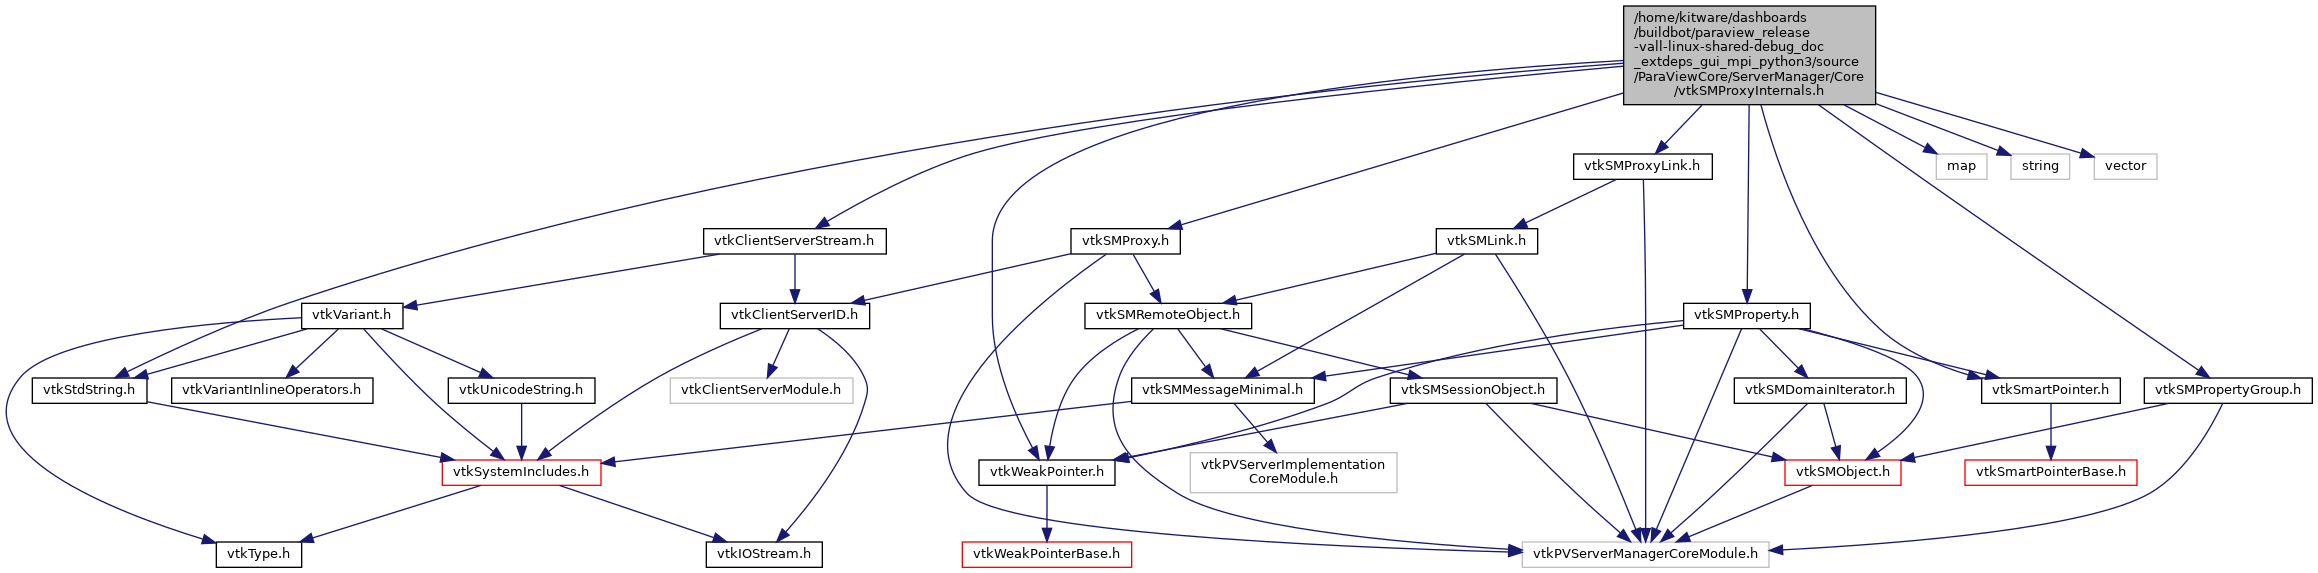 /home/kitware/dashboards
/buildbot/paraview_release
-vall-linux-shared-debug_doc
_extdeps_gui_mpi_python3/source
/ParaViewCore/ServerManager/Core
/vtkSMProxyInternals.h
vtkSMProxyLink.h
map
string
vector
vtkClientServerStream.h
vtkSMProxy.h
vtkSMLink.h
vtkVariant.h
vtkClientServerID.h
vtkSMRemoteObject.h
vtkSMProperty.h
vtkStdString.h
vtkVariantInlineOperators.h
vtkUnicodeString.h
vtkClientServerModule.h
vtkSMMessageMinimal.h
vtkSMSessionObject.h
vtkSMDomainIterator.h
vtkSmartPointer.h
vtkSMPropertyGroup.h
vtkSystemIncludes.h
vtkWeakPointer.h
vtkPVServerImplementation
CoreModule.h
vtkSMObject.h
vtkSmartPointerBase.h
vtkType.h
vtkIOStream.h
vtkWeakPointerBase.h
vtkPVServerManagerCoreModule.h